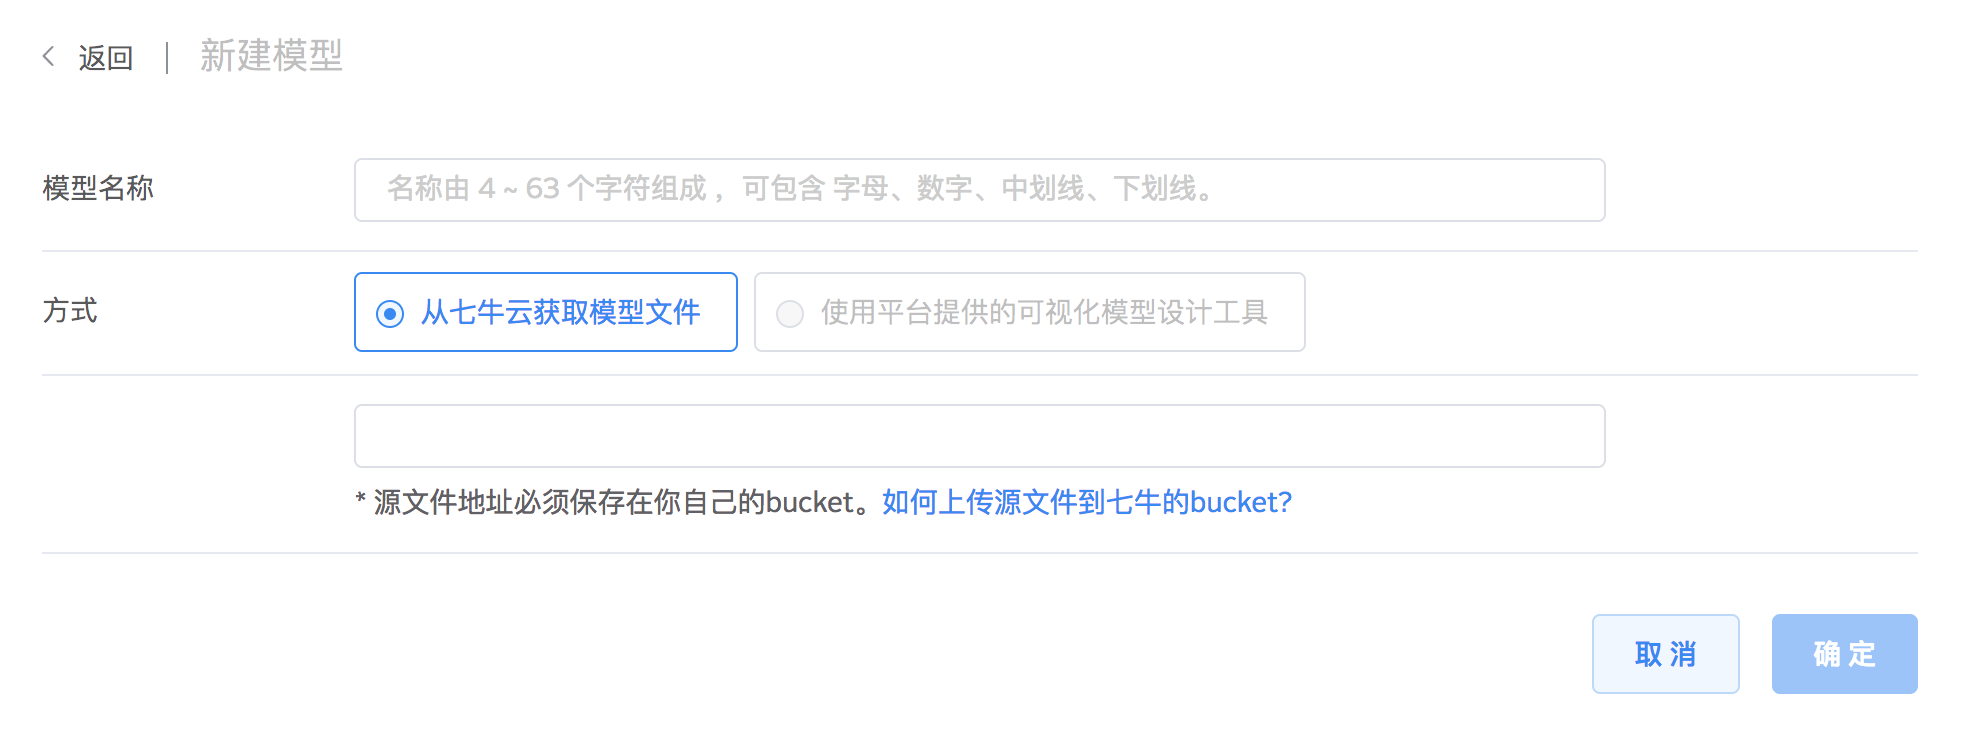 返回 | 新建模型
模型名称
名称由 4 ~ 63 个字符组成 ，可包含 字母、数字、中划线、下划线。
方式
从七牛云获取模型文件
使用平台提供的可视化模型设计工具
* 源文件地址必须保存在你自己的bucket。如何上传源文件到七牛的bucket?
取 消
确 定